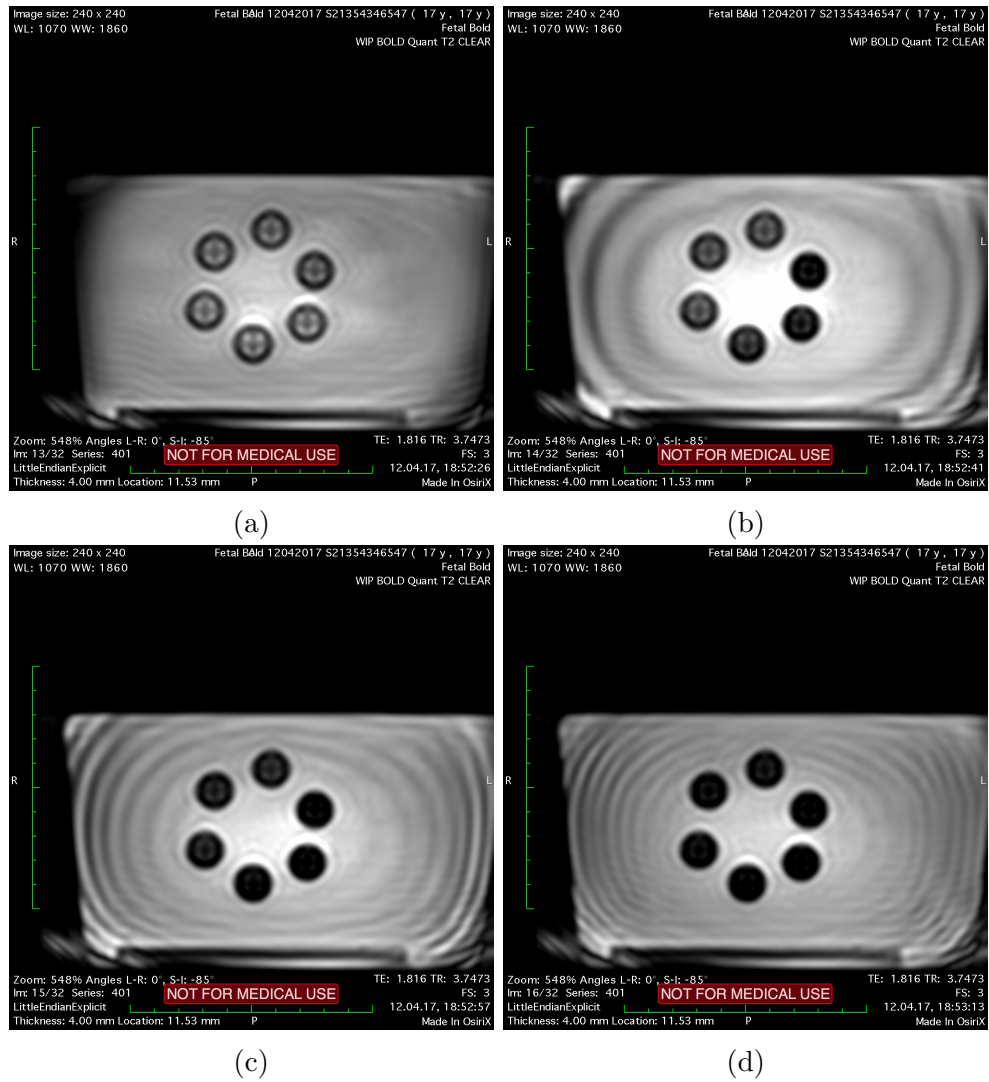 Image size: 240 x 240
Fetal Bold 12042017 S21354346547 ( 17 y , 17 y )
WL: 1070 WW: 1860
Fetal Bold
WIP BOLD Quant T2 CLEAR
R
L
Zoom: 548% Angles L-R: 0°, S-I: -85°
TE: 1.816 TR: 3.7473
Im: 13/32 Series: 401
NOT FOR MEDICAL USE
FS: 3
LittleEndianExplicit
12.04.17, 18:52:26
Thickness: 4.00 mm Location: 11.53 mm
P
Made In OsiriX
(a)
Image size: 240 x 240
Fetal Bold 12042017 S21354346547 ( 17 y , 17 y )
WL: 1070 WW: 1860
Fetal Bold
WIP BOLD Quant T2 CLEAR
R
L
Zoom: 548% Angles L-R: 0°, S-I: -85°
TE: 1.816 TR: 3.7473
Im: 14/32 Series: 401
NOT FOR MEDICAL USE
FS: 3
LittleEndianExplicit
12.04.17, 18:52:41
Thickness: 4.00 mm Location: 11.53 mm
P
Made In OsiriX
(b)
Image size: 240 x 240
Fetal Bold 12042017 S21354346547 ( 17 y , 17 y )
WL: 1070 WW: 1860
Fetal Bold
WIP BOLD Quant T2 CLEAR
R
L
Zoom: 548% Angles L-R: 0°, S-I: -85°
TE: 1.816 TR: 3.7473
Im: 15/32 Series: 401
NOT FOR MEDICAL USE
FS: 3
LittleEndianExplicit
12.04.17, 18:52:57
Thickness: 4.00 mm Location: 11.53 mm
P
Made In OsiriX
(c)
Image size: 240 x 240
Fetal Bold 12042017 S21354346547 ( 17 y , 17 y )
WL: 1070 WW: 1860
Fetal Bold
WIP BOLD Quant T2 CLEAR
R
L
Zoom: 548% Angles L-R: 0°, S-I: -85°
TE: 1.816 TR: 3.7473
Im: 16/32 Series: 401
NOT FOR MEDICAL USE
FS: 3
LittleEndianExplicit
12.04.17, 18:53:13
Thickness: 4.00 mm Location: 11.53 mm
P
Made In OsiriX
(d)